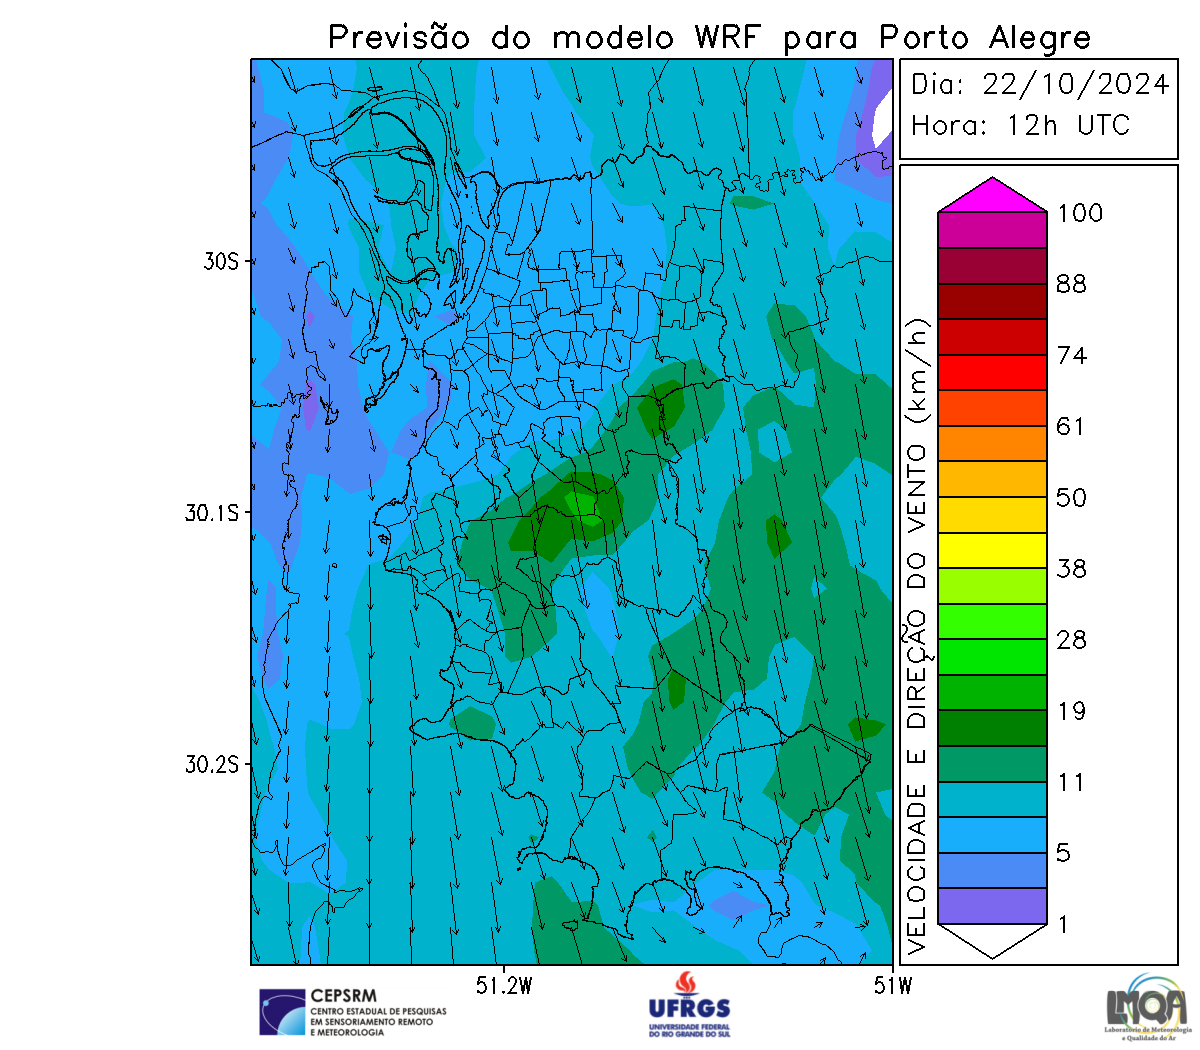 Previsão do modelo WRF para Porto Alegre
Dia: 22/10/2024
Hora: 12h UTC
30S
30.1S
30.2S
51.2W
51W
VELOCIDADE E DIREÇÃO DO VENTO (km/h)
100
88
74
61
50
38
28
19
11
5
1
CEPSRM
CENTRO ESTADUAL DE PESQUISAS
EM SENSORIAMENTO REMOTO
E METEOROLOGIA
UFRGS
UNIVERSIDADE FEDERAL
DO RIO GRANDE DO SUL
LMQA
Laboratório de Meteorologia
e Qualidade do Ar